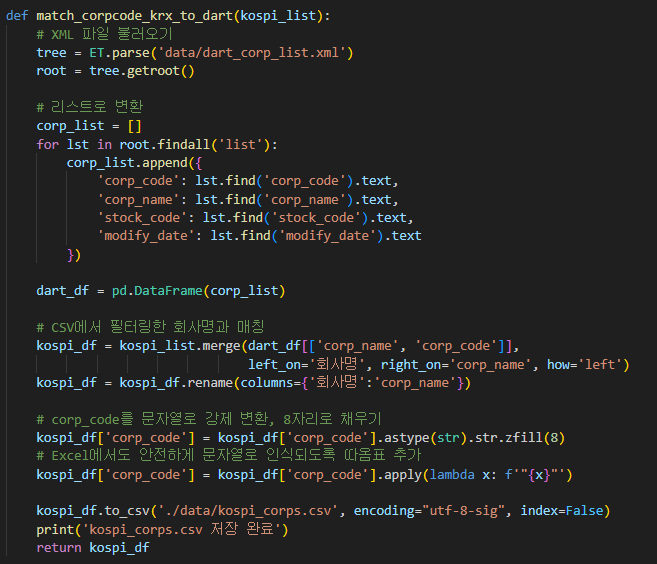 def match_corpcode_krx_to_dart(kospi_list):
    # XML 파일 불러오기
    tree = ET.parse('data/dart_corp_list.xml')
    root = tree.getroot()

    # 리스트로 변환
    corp_list = []
    for lst in root.findall('list'):
        corp_list.append({
            'corp_code': lst.find('corp_code').text,
            'corp_name': lst.find('corp_name').text,
            'stock_code': lst.find('stock_code').text,
            'modify_date': lst.find('modify_date').text
        })

    dart_df = pd.DataFrame(corp_list)

    # CSV에서 필터링한 회사명과 매칭
    kospi_df = kospi_list.merge(dart_df[['corp_name', 'corp_code']],
                                left_on='회사명', right_on='corp_name', how='left')
    kospi_df = kospi_df.rename(columns={'회사명':'corp_name'})

    # corp_code를 문자열로 강제 변환, 8자리로 채우기
    kospi_df['corp_code'] = kospi_df['corp_code'].astype(str).str.zfill(8)
    # Excel에서도 안전하게 문자열로 인식되도록 따옴표 추가
    kospi_df['corp_code'] = kospi_df['corp_code'].apply(lambda x: f'"{x}"')

    kospi_df.to_csv('./data/kospi_corps.csv', encoding="utf-8-sig", index=False)
    print('kospi_corps.csv 저장 완료')
    return kospi_df